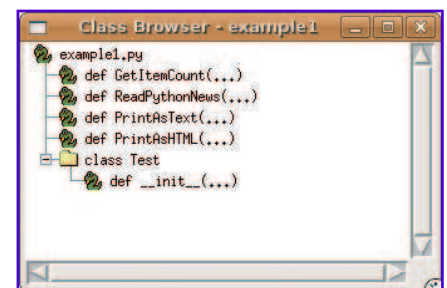 Class Browser - example1
example1.py
def GetItemCount(...)
def ReadPythonNews(...)
def PrintAsText(...)
def PrintAsHTML(...)
class Test
def __init__(...)